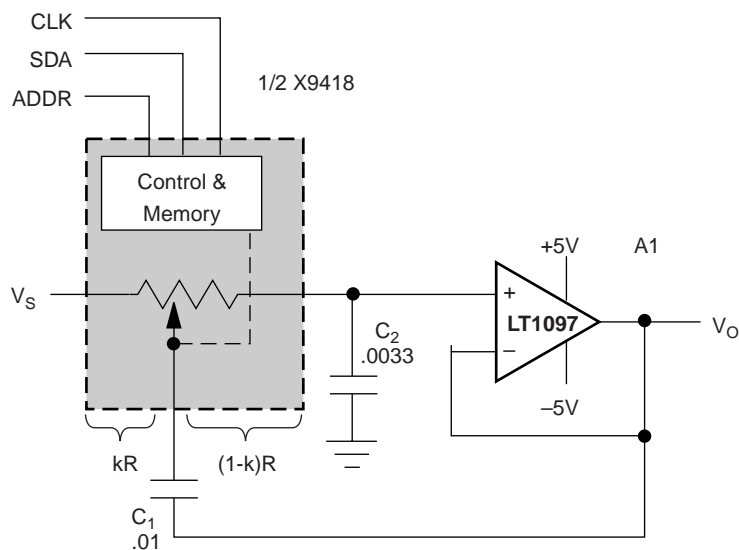 CLK
SDA
ADDR
1/2 X9418
Control &
Memory
+5V
A1
VS
+
LT1097
–
VO
C2
.0033
–5V
kR
(1-k)R
C1
.01